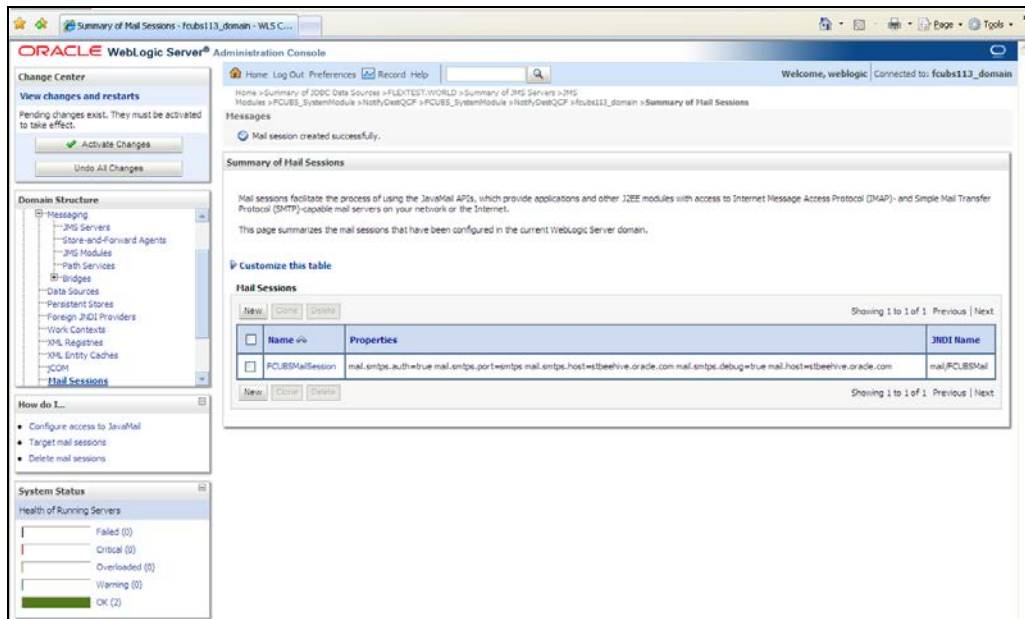 Summary of Mail Sessions - fcubs113_domain - WLS C...
Page
Tools
ORACLE WebLogic Server® Administration Console
Change Center
View changes and restarts
Pending changes exist. They must be activated
to take effect.
Activate Changes
Undo All Changes
Domain Structure
Messaging
JMS Servers
Store-and-Forward Agents
JMS Modules
Path Services
Bridges
Data Sources
Persistent Stores
Foreign JNDI Providers
Work Contexts
XML Registries
XML Entity Caches
jCOM
Mail Sessions
How do I...
Configure access to JavaMail
Target mail sessions
Delete mail sessions
System Status
Health of Running Servers
Failed (0)
Critical (0)
Overloaded (0)
Warning (0)
OK (2)
Home Log Out Preferences Record Help
Welcome, weblogic Connected to: fcubs113_domain
Home >Summary of JDBC Data Sources >FLEXTEST.WORLD >Summary of JMS Servers >JMS
Modules >FCUBS_SystemModule >NotifyDestQCF >FCUBS_SystemModule >NotifyDestQCF >fcubs113_domain >Summary of Mail Sessions
Messages
Mail session created successfully.
Summary of Mail Sessions
Mail sessions facilitate the process of using the JavaMail APIs, which provide applications and other J2EE modules with access to Internet Message Access Protocol (IMAP)- and Simple Mail Transfer
Protocol (SMTP)-capable mail servers on your network or the Internet.
This page summarizes the mail sessions that have been configured in the current WebLogic Server domain.
Customize this table
Mail Sessions
New Clone Delete
Showing 1 to 1 of 1 Previous | Next
Name Properties JNDI Name
FCUBSMailSession mail.smtps.auth=true mail.smtps.port=smtps mail.smtps.host=stbeehive.oracle.com mail.smtps.debug=true mail.host=stbeehive.oracle.com mail/FCUBSMail
New Clone Delete
Showing 1 to 1 of 1 Previous | Next